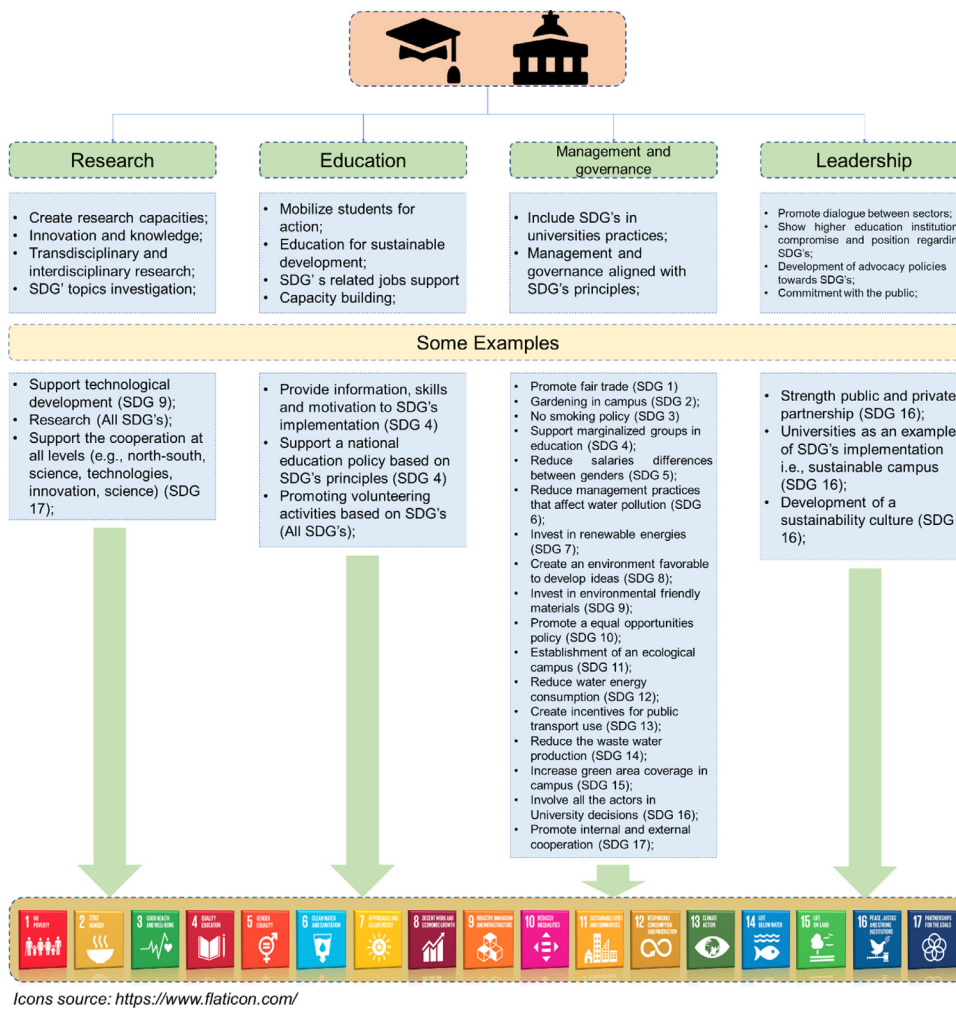 Research
Education
Management and
governance
Leadership
• Create research capacities;
• Innovation and knowledge;
• Transdisciplinary and
interdisciplinary research;
• SDG' topics investigation;
• Mobilize students for
action;
• Education for sustainable
development;
• SDG' s related jobs support
• Capacity building;
• Include SDG's in
universities practices;
• Management and
governance aligned with
SDG's principles;
• Promote dialogue between sectors;
• Show higher education institution
compromise and position regardin
SDG's;
• Development of advocacy policies
towards SDG's;
• Commitment with the public;
Some Examples
• Support technological
development (SDG 9);
• Research (All SDG's);
• Support the cooperation at
all levels (e.g., north-south,
science, technologies,
innovation, science) (SDG
17);
• Provide information, skills
and motivation to SDG's
implementation (SDG 4)
• Support a national
education policy based on
SDG's principles (SDG 4)
• Promoting volunteering
activities based on SDG's
(All SDG's);
• Promote fair trade (SDG 1)
• Gardening in campus (SDG 2);
• No smoking policy (SDG 3)
• Support marginalized groups in
education (SDG 4);
• Reduce salaries differences
between genders (SDG 5);
• Reduce management practices
that affect water pollution (SDG
6);
• Invest in renewable energies
(SDG 7);
• Create an environment favorable
to develop ideas (SDG 8);
• Invest in environmental friendly
materials (SDG 9);
• Promote a equal opportunities
policy (SDG 10);
• Establishment of an ecological
campus (SDG 11);
• Reduce water energy
consumption (SDG 12);
• Create incentives for public
transport use (SDG 13);
• Reduce the waste water
production (SDG 14);
• Increase green area coverage in
campus (SDG 15);
• Involve all the actors in
University decisions (SDG 16);
• Promote internal and external
cooperation (SDG 17);
• Strength public and private
partnership (SDG 16);
• Universities as an example
of SDG's implementation
i.e., sustainable campus
(SDG 16);
• Development of a
sustainability culture (SDG
16);
1 NO
POVERTY
2 ZERO
HUNGER
3 GOOD HEALTH
AND WELL-BEING
4 QUALITY
EDUCATION
5 GENDER
EQUALITY
6 CLEAN WATER
AND SANITATION
7 AFFORDABLE AND
CLEAN ENERGY
8 DECENT WORK AND
ECONOMIC GROWTH
9 INDUSTRY, INNOVATION
AND INFRASTRUCTURE
10 REDUCED
INEQUALITIES
11 SUSTAINABLE CITIES
AND COMMUNITIES
12 RESPONSIBLE
CONSUMPTION
AND PRODUCTION
13 CLIMATE
ACTION
14 LIFE
BELOW WATER
15 LIFE
ON LAND
16 PEACE, JUSTICE
AND STRONG
INSTITUTIONS
17 PARTNERSHIPS
FOR THE GOALS
Icons source: https://www.flaticon.com/